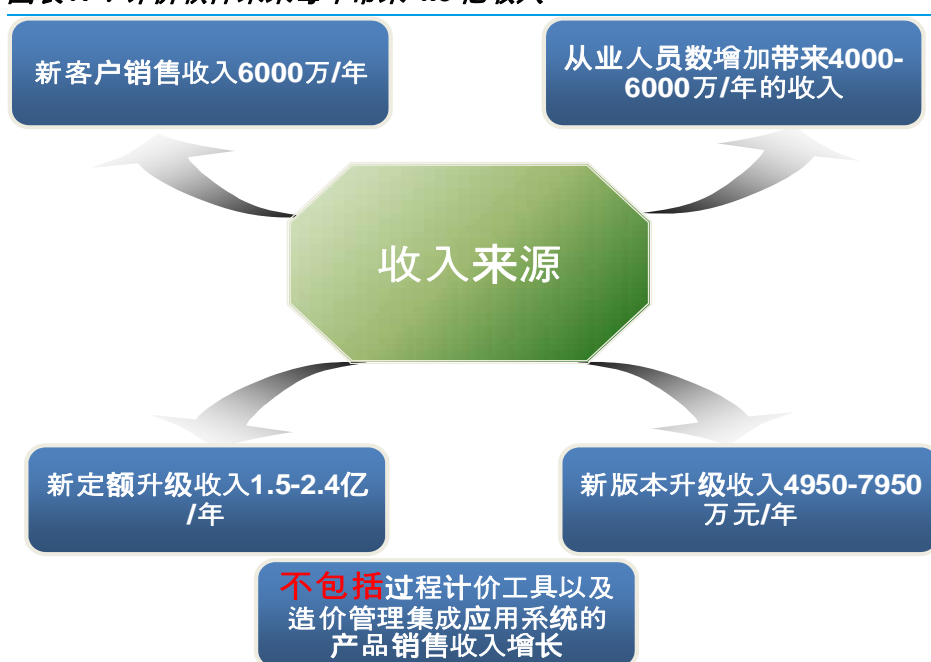 新客户销售收入6000万/年
从业人员数增加带来4000-
6000万/年的收入
收入来源
新定额升级收入1.5-2.4亿
/年
新版本升级收入4950-7950
万元/年
不包括过程计价工具以及
造价管理集成应用系统的
产品销售收入增长